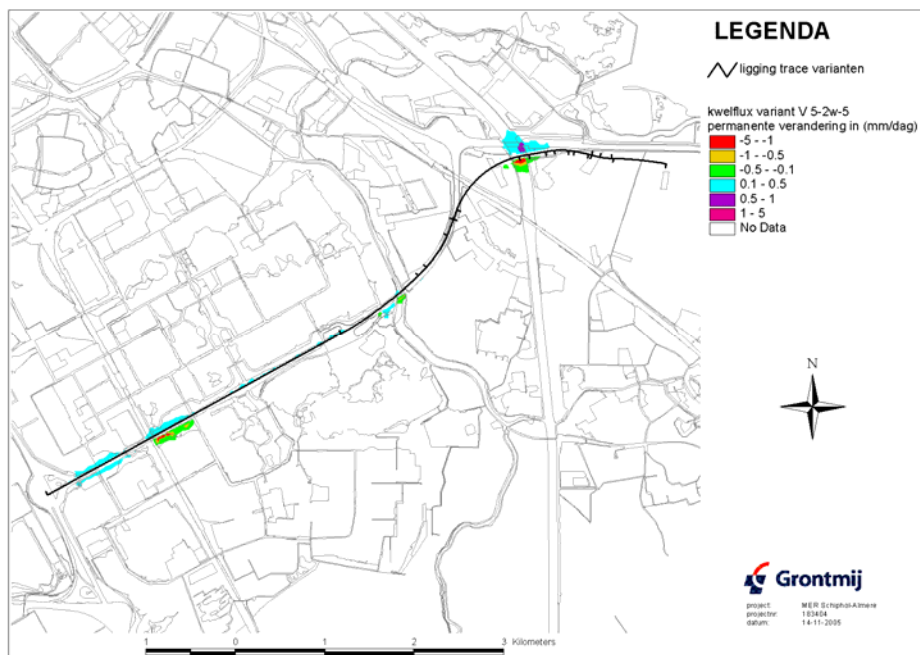 LEGENDA
ligging trace varianten
kwelflux variant V 5-2w-5
permanente verandering in (mm/dag)
-5 - -1
-1 - -0.5
-0.5 - -0.1
0.1 - 0.5
0.5 - 1
1 - 5
No Data
N
Grontmij
project: MER Schiphol-Almere
projectnr: 183404
datum: 14-11-2005
1 0 1 2 3 Kilometers